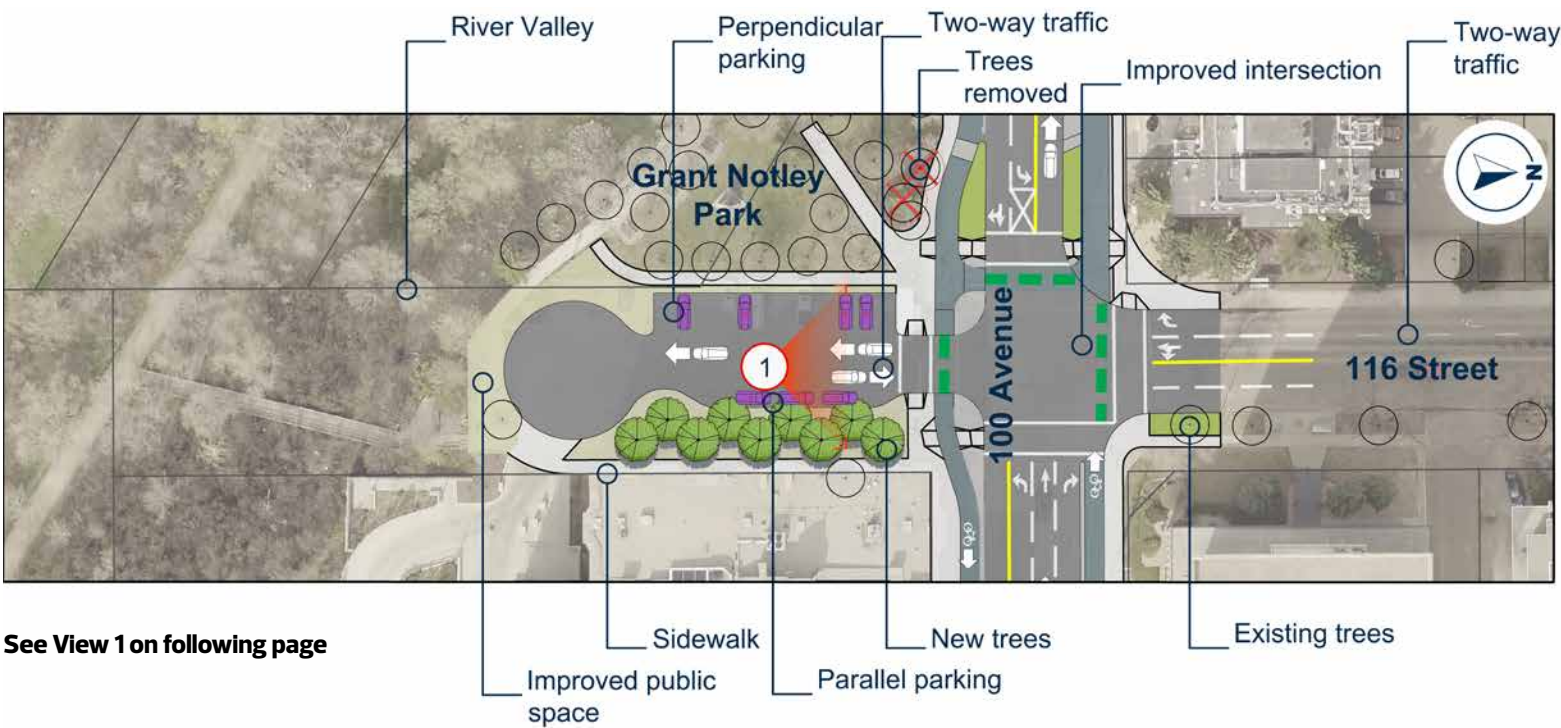 River Valley
Perpendicular
parking
Two-way traffic
Trees
removed
Improved intersection
Two-way
traffic
Grant Notley
Park
N
1
100 Avenue
116 Street
See View 1 on following page
Sidewalk
New trees
Existing trees
Improved public
space
Parallel parking